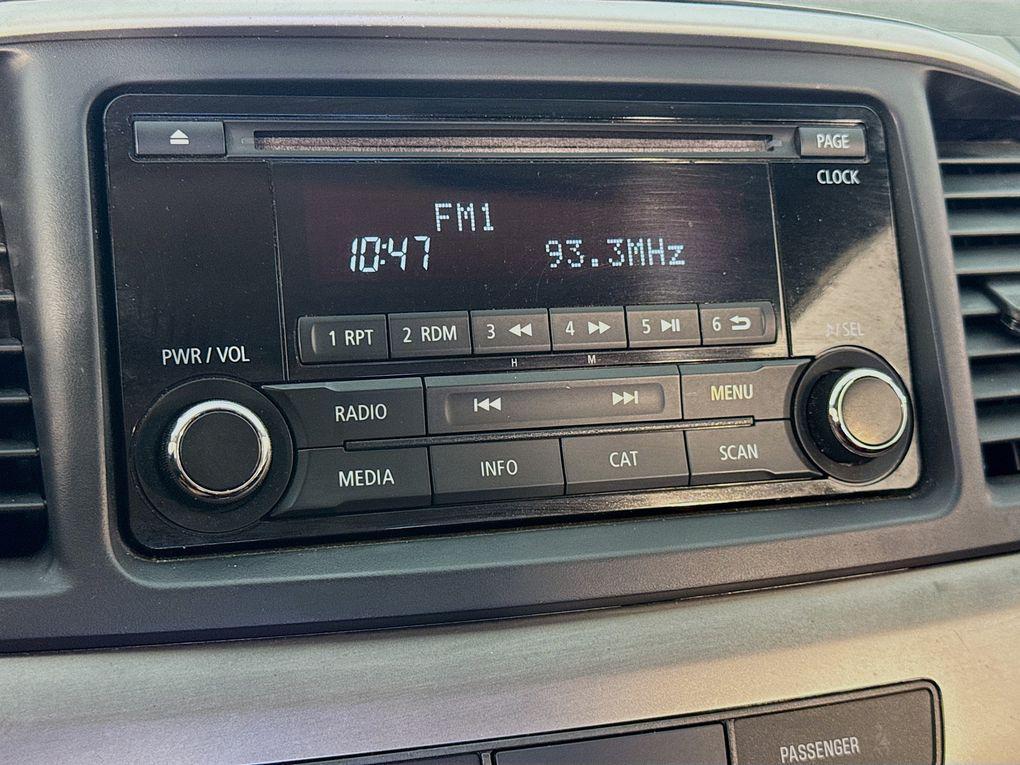 PAGE
CLOCK
FM1
10:47 93.3MHz
1 RPT 2 RDM 3 4 5 6
H M
PWR / VOL
♪/SEL
RADIO MENU
MEDIA INFO CAT SCAN
PASSENGER